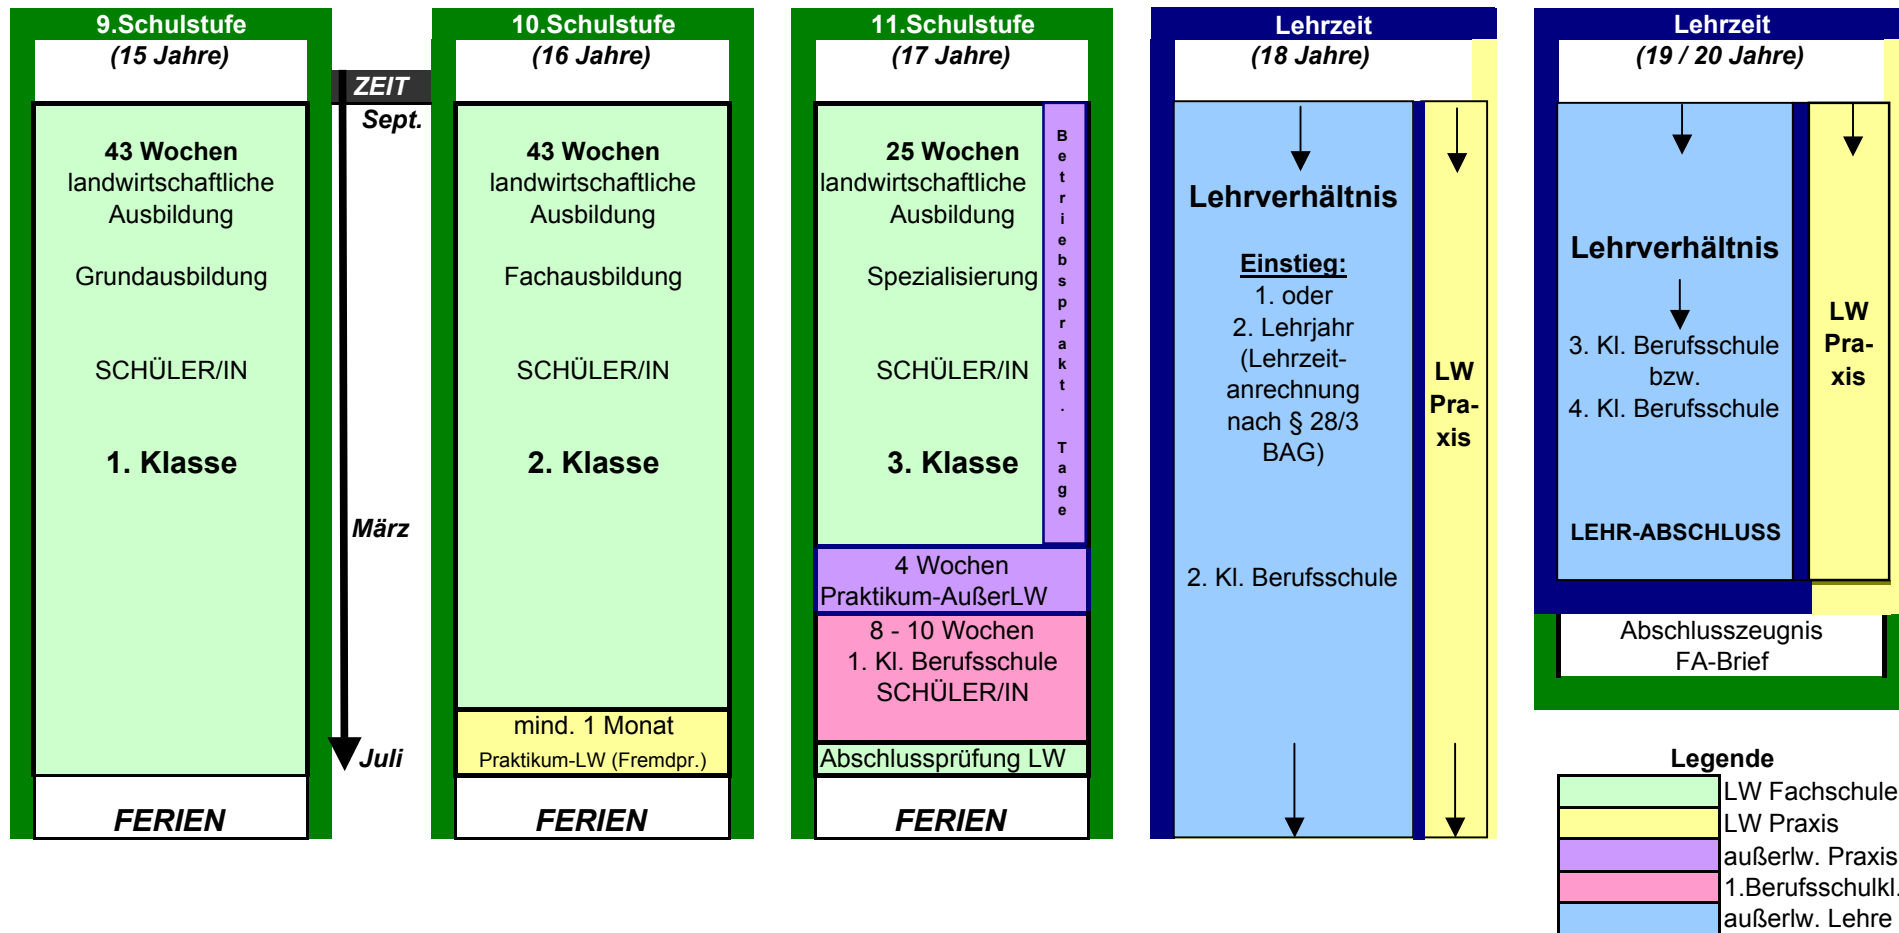 9.Schulstufe
(15 Jahre)
43 Wochen
landwirtschaftliche
Ausbildung
Grundausbildung
SCHÜLER/IN
1. Klasse
FERIEN
ZEIT
Sept.
März
Juli
10.Schulstufe
(16 Jahre)
43 Wochen
landwirtschaftliche
Ausbildung
Fachausbildung
SCHÜLER/IN
2. Klasse
mind. 1 Monat
Praktikum-LW (Fremdpr.)
FERIEN
11.Schulstufe
(17 Jahre)
25 Wochen
landwirtschaftliche
Ausbildung
Spezialisierung
SCHÜLER/IN
3. Klasse
Betriebsprakt. Tage
4 Wochen
Praktikum-AußerLW
8 - 10 Wochen
1. Kl. Berufsschule
SCHÜLER/IN
Abschlussprüfung LW
FERIEN
Lehrzeit
(18 Jahre)
Lehrverhältnis
Einstieg:
1. oder
2. Lehrjahr
(Lehrzeit-
anrechnung
nach § 28/3
BAG)
2. Kl. Berufsschule
LW
Pra-
xis
Lehrzeit
(19 / 20 Jahre)
Lehrverhältnis
3. Kl. Berufsschule
bzw.
4. Kl. Berufsschule
LEHR-ABSCHLUSS
LW
Pra-
xis
Abschlusszeugnis
FA-Brief
Legende
LW Fachschule
LW Praxis
außerlw. Praxis
1.Berufsschulkl.
außerlw. Lehre